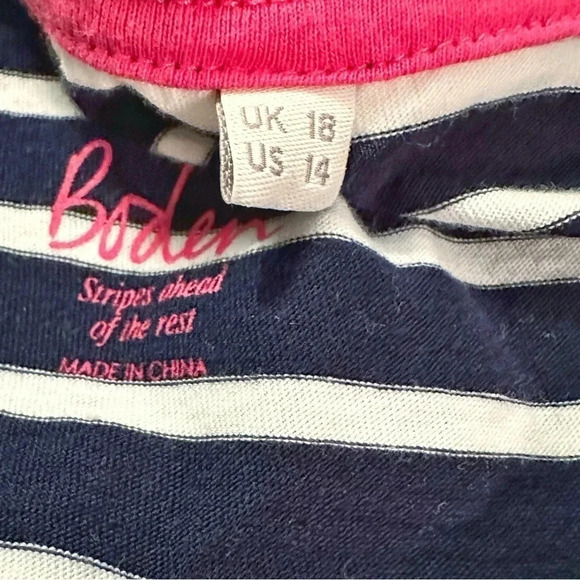 UK 18
US 14
Boden
Stripes ahead
of the rest
MADE IN CHINA